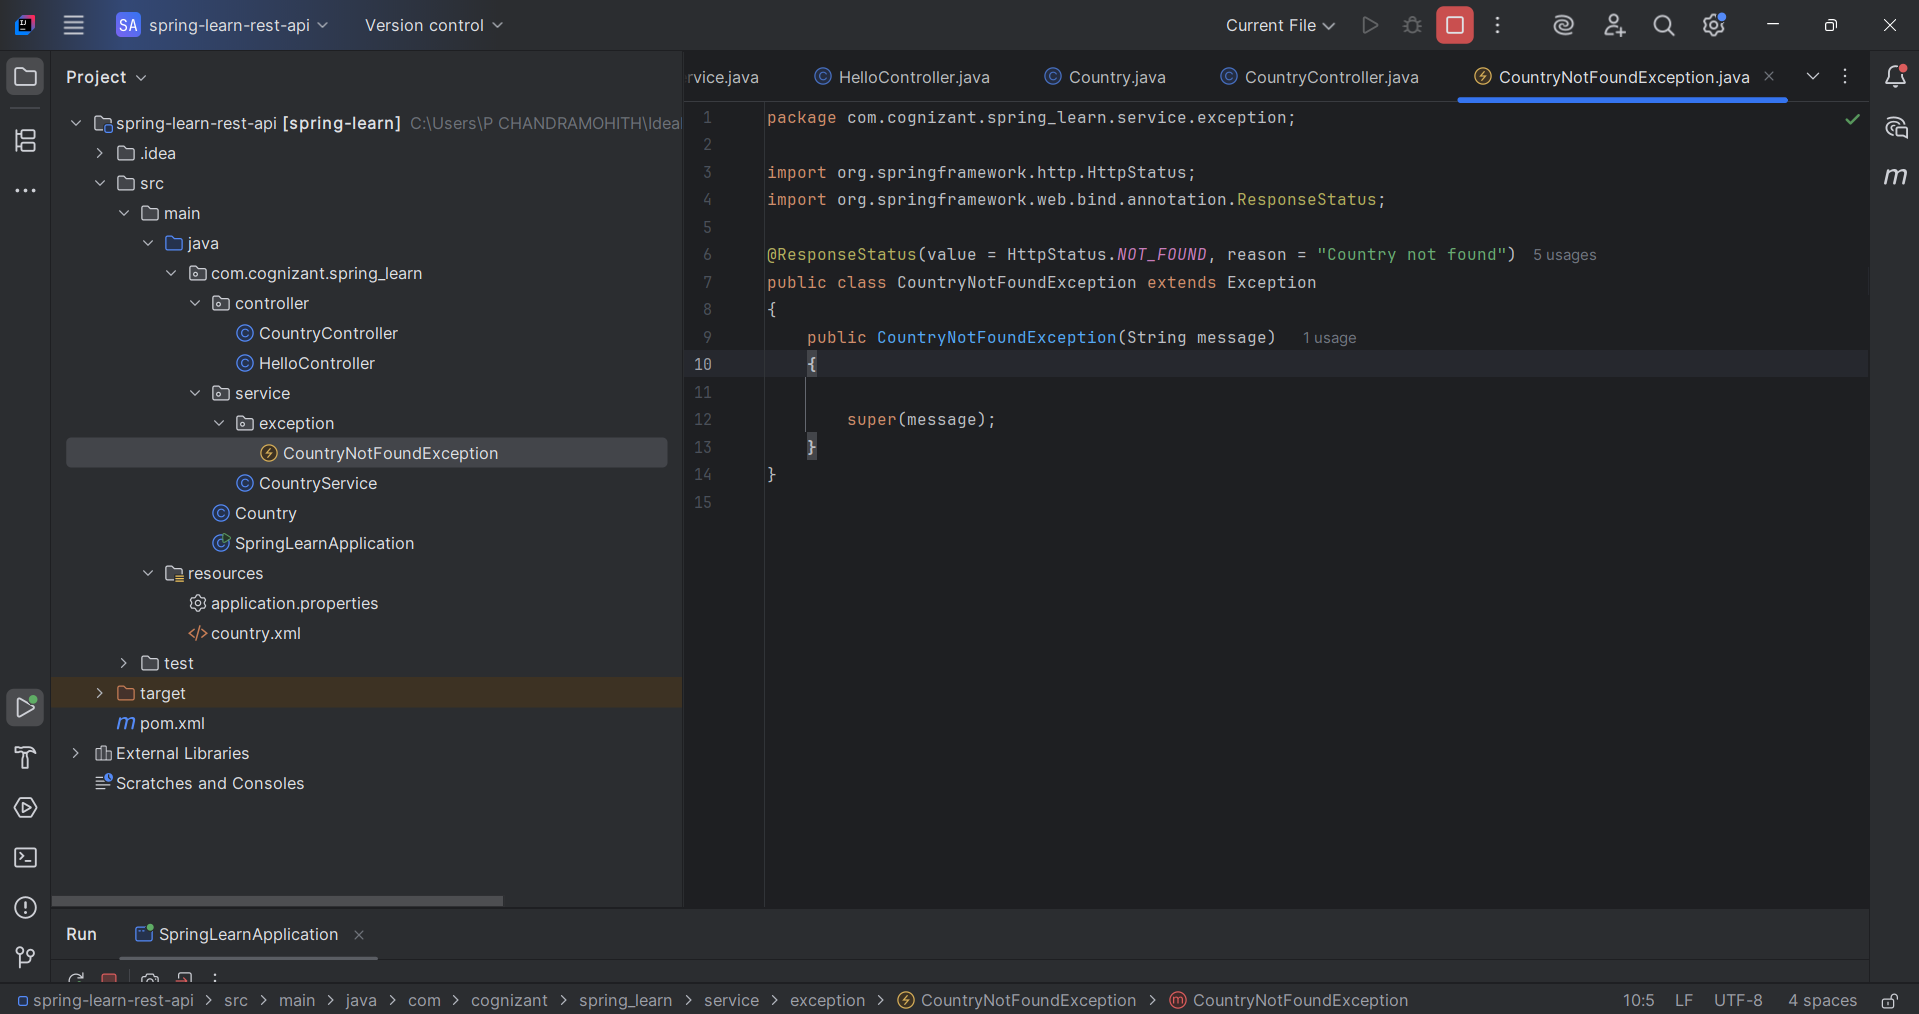 SA spring-learn-rest-api Version control Current File
Project
rvice.java HelloController.java Country.java CountryController.java CountryNotFoundException.java
spring-learn-rest-api [spring-learn] C:\Users\P CHANDRAMOHITH\Idea
.idea
src
main
java
com.cognizant.spring_learn
controller
CountryController
HelloController
service
exception
CountryNotFoundException
CountryService
Country
SpringLearnApplication
resources
application.properties
country.xml
test
target
pom.xml
External Libraries
Scratches and Consoles
1 package com.cognizant.spring_learn.service.exception;
2
3 import org.springframework.http.HttpStatus;
4 import org.springframework.web.bind.annotation.ResponseStatus;
5
6 @ResponseStatus(value = HttpStatus.NOT_FOUND, reason = "Country not found") 5 usages
7 public class CountryNotFoundException extends Exception
8 {
9 public CountryNotFoundException(String message) 1 usage
10 {
11
12 super(message);
13 }
14 }
15
Run SpringLearnApplication
spring-learn-rest-api > src > main > java > com > cognizant > spring_learn > service > exception > CountryNotFoundException > CountryNotFoundException 10:5 LF UTF-8 4 spaces